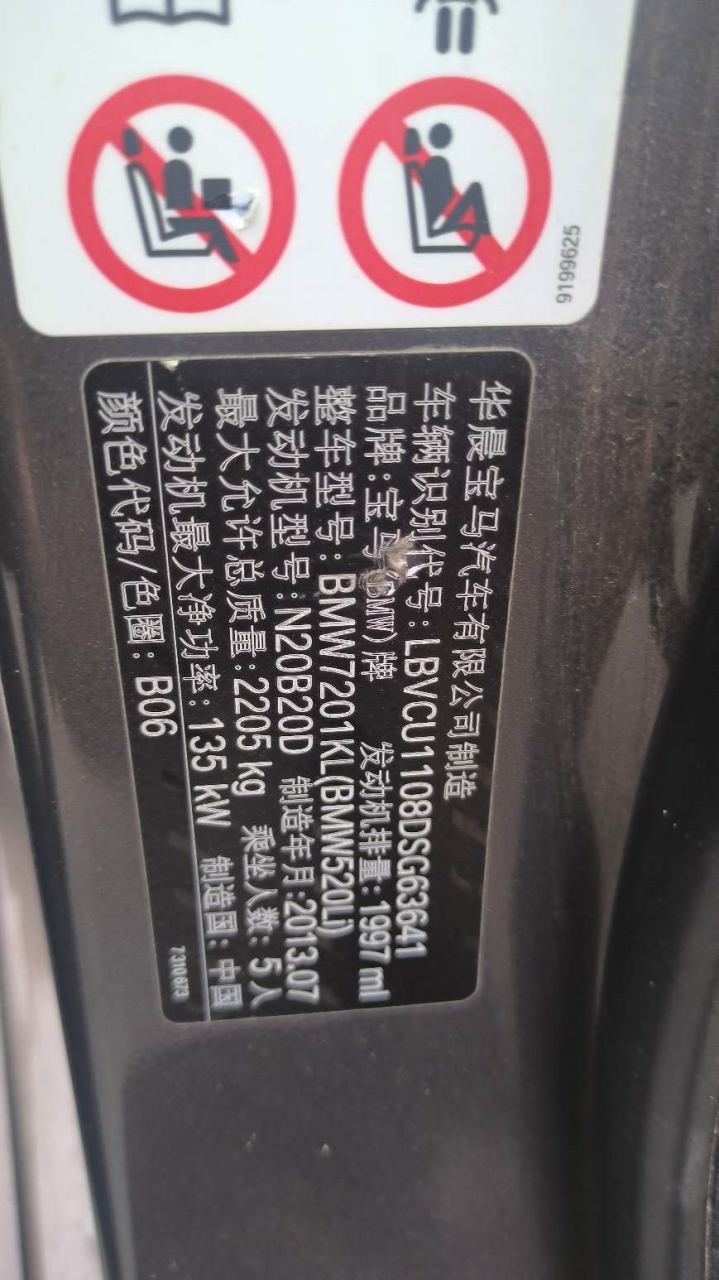 9199625
华晨宝马汽车有限公司制造
车辆识别代号:LBVCU1108DSG63641
品牌:宝马(BMW)牌 发动机排量:1997 ml
整车型号:BMW7201KL(BMW520Li)
发动机型号:N20B20D 制造年月:2013.07
最大允许总质量:2205 kg 乘坐人数:5人
发动机最大净功率:135 kW 制造国:中国
颜色代码/色圈:B06
7310673